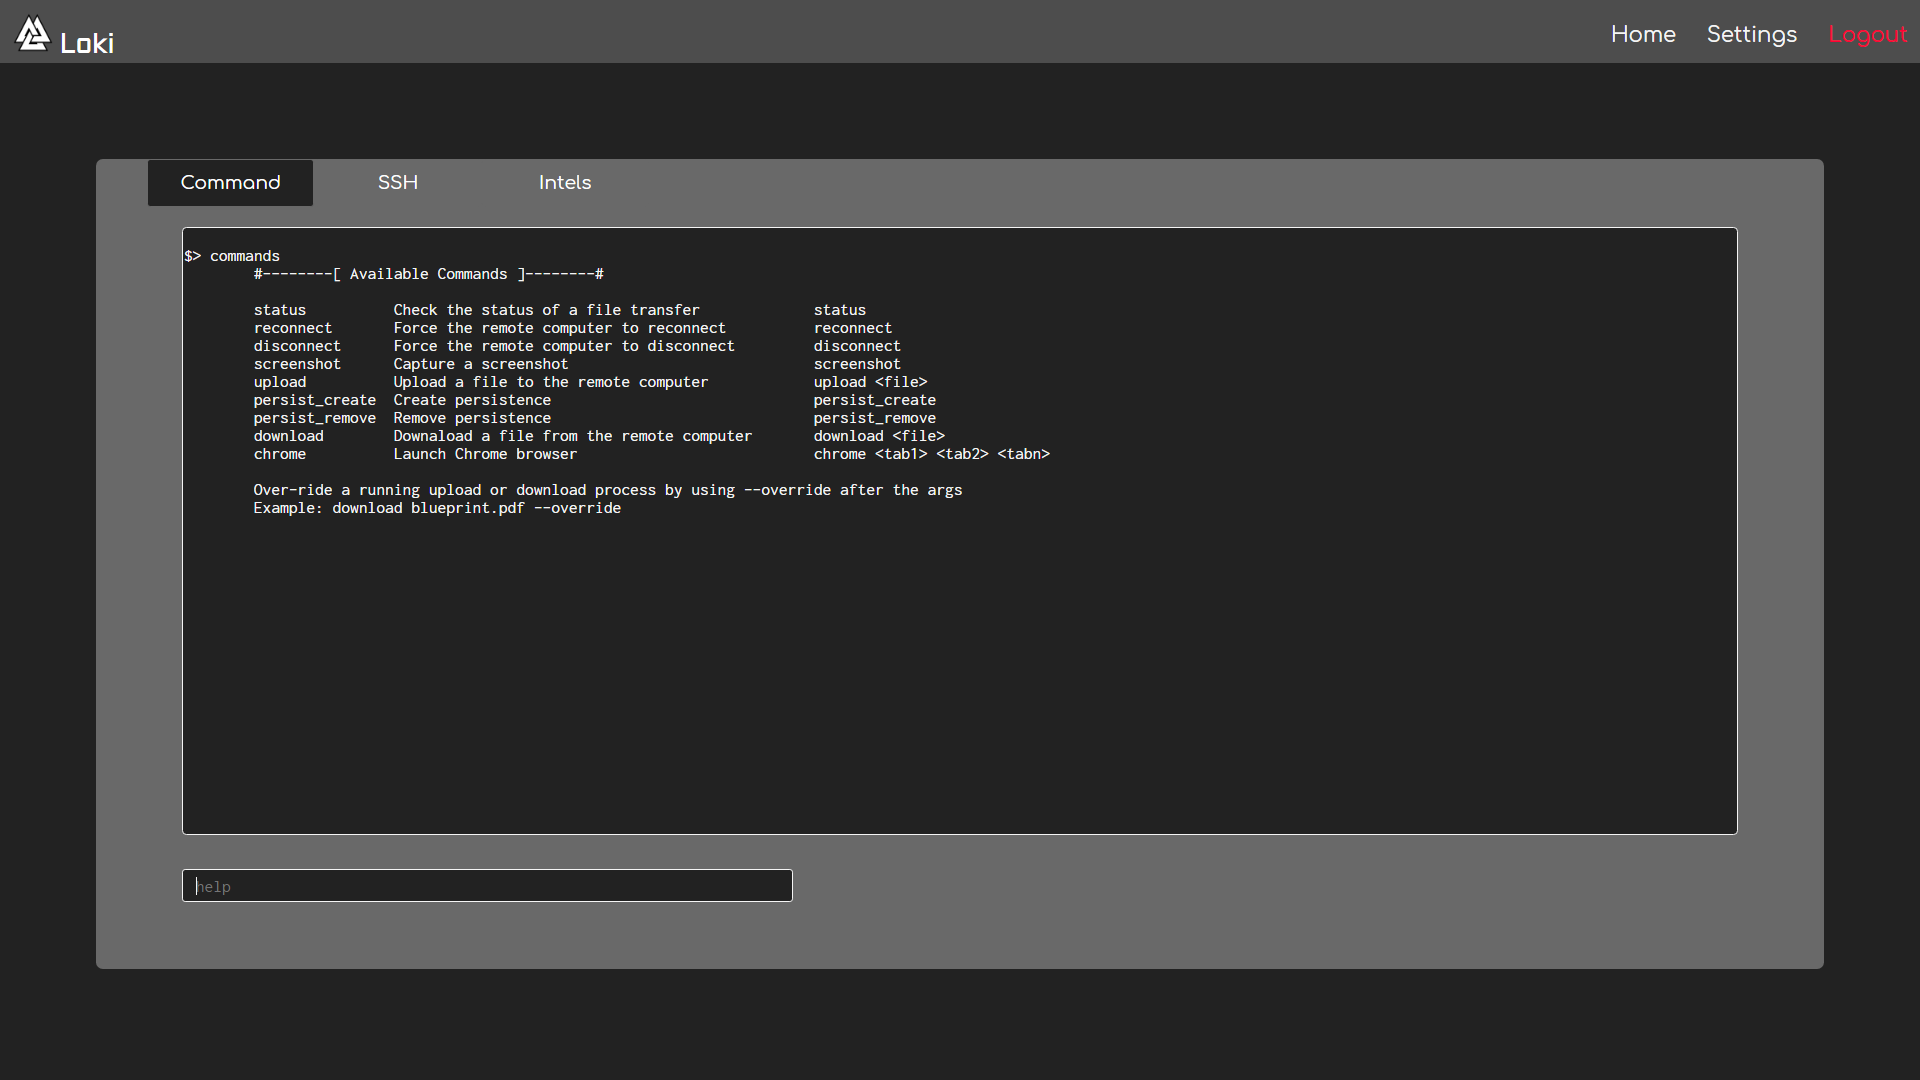 Loki
Home Settings Logout
Command SSH Intels
$> commands
#--------[ Available Commands ]--------#
status Check the status of a file transfer status
reconnect Force the remote computer to reconnect reconnect
disconnect Force the remote computer to disconnect disconnect
screenshot Capture a screenshot screenshot
upload Upload a file to the remote computer upload <file>
persist_create Create persistence persist_create
persist_remove Remove persistence persist_remove
download Downaload a file from the remote computer download <file>
chrome Launch Chrome browser chrome <tab1> <tab2> <tabn>
Over-ride a running upload or download process by using --override after the args
Example: download blueprint.pdf --override
help